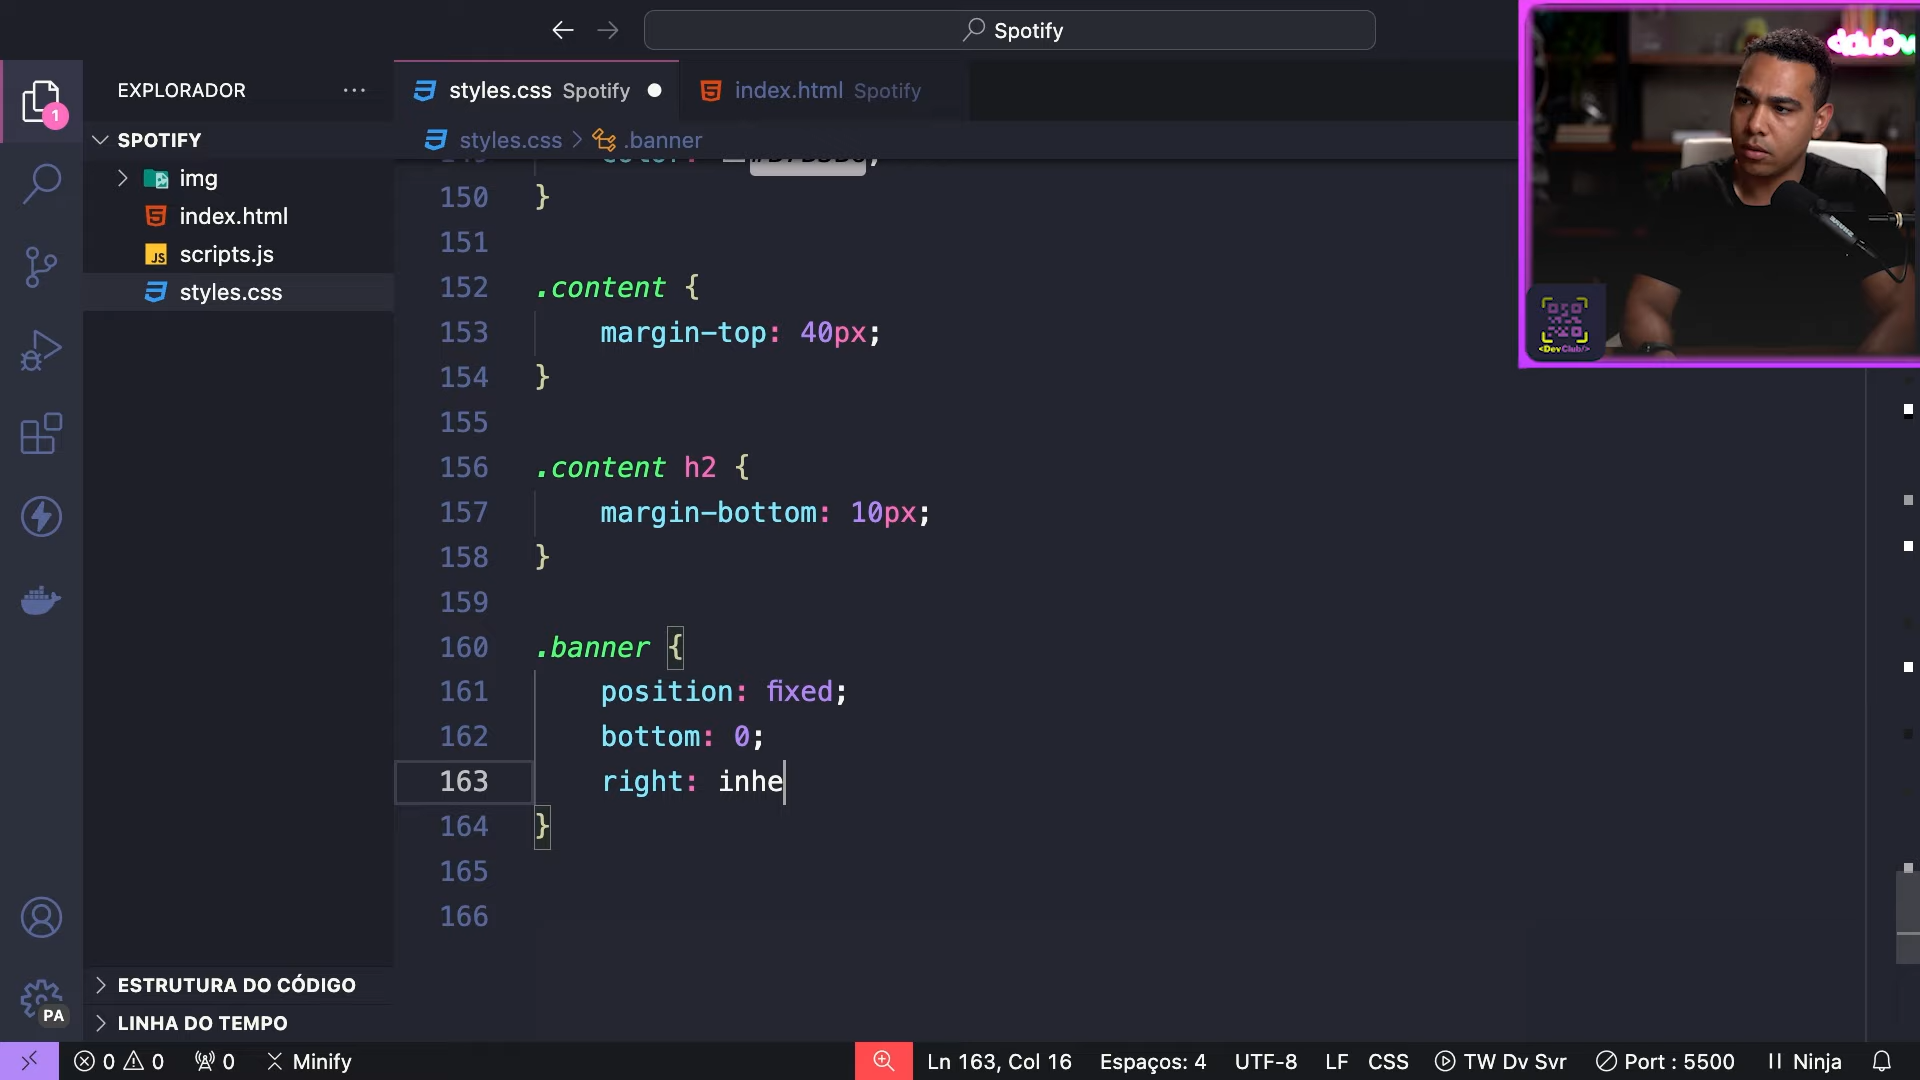 Spotify
EXPLORADOR
styles.css Spotify
index.html Spotify
SPOTIFY
styles.css > .banner
1
img
index.html
scripts.js
styles.css
150 }
151
152 .content {
153 margin-top: 40px;
154 }
155
156 .content h2 {
157 margin-bottom: 10px;
158 }
159
160 .banner {
161 position: fixed;
162 bottom: 0;
163 right: inhe
164 }
165
166
<DevClub/>
ESTRUTURA DO CÓDIGO
PA
LINHA DO TEMPO
0 0 0 Minify
Ln 163, Col 16 Espaços: 4 UTF-8 LF CSS TW Dv Svr Port : 5500 Ninja